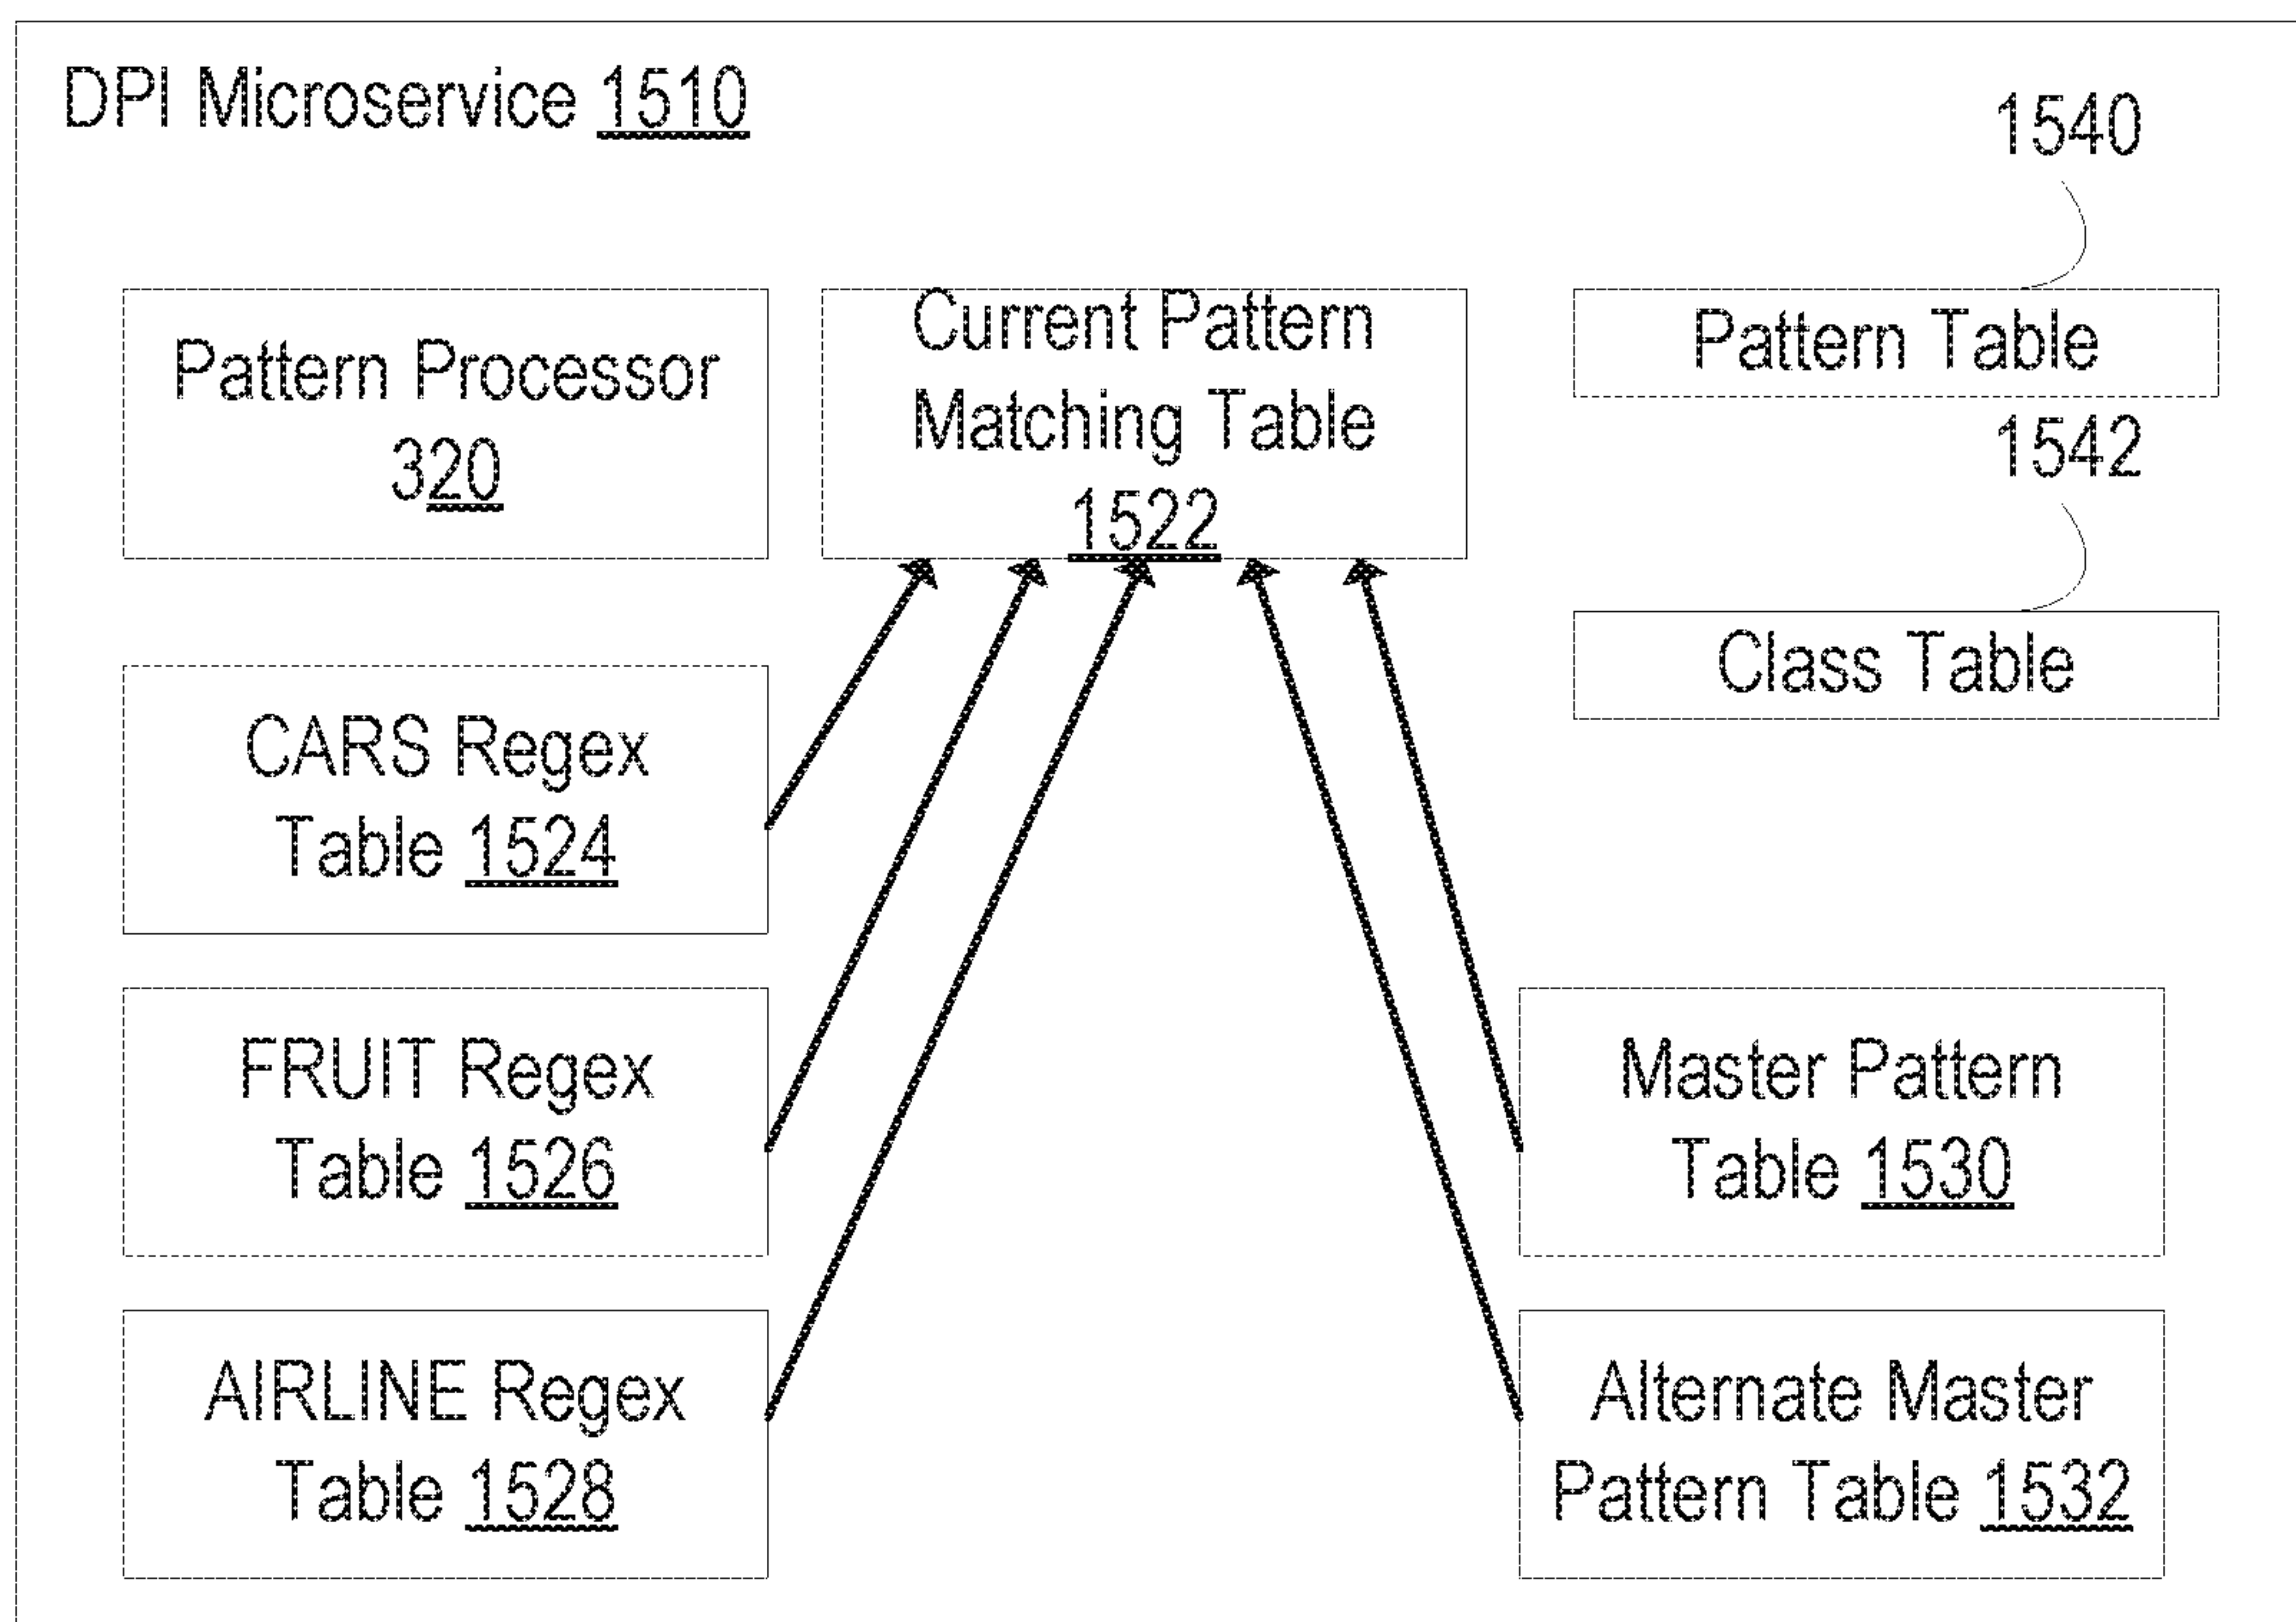 DPI Microservice 1510
1540
Pattern Processor
320
Current Pattern
Matching Table
1522
Pattern Table
1542
Class Table
CARS Regex
Table 1524
FRUIT Regex
Table 1526
Master Pattern
Table 1530
AIRLINE Regex
Table 1528
Alternate Master
Pattern Table 1532